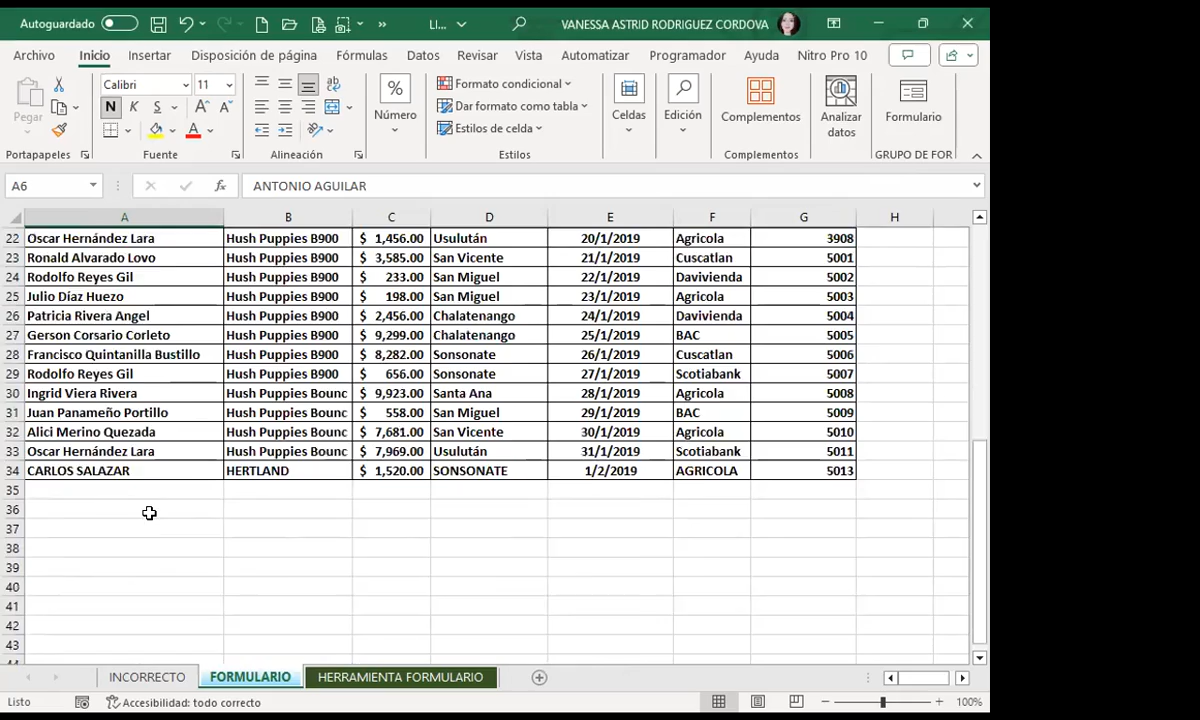 Autoguardado LI... VANESSA ASTRID RODRIGUEZ CORDOVA
Archivo Inicio Insertar Disposición de página Fórmulas Datos Revisar Vista Automatizar Programador Ayuda Nitro Pro 10
Pegar Calibri 11 Número Formato condicional Celdas Edición Complementos Analizar datos Formulario
N K S Dar formato como tabla
Estilos de celda
Portapapeles Fuente Alineación Estilos Complementos GRUPO DE FOR
A6 fx ANTONIO AGUILAR
A B C D E F G H
22 Oscar Hernández Lara Hush Puppies B900 $ 1,456.00 Usulután 20/1/2019 Agricola 3908
23 Ronald Alvarado Lovo Hush Puppies B900 $ 3,585.00 San Vicente 21/1/2019 Cuscatlan 5001
24 Rodolfo Reyes Gil Hush Puppies B900 $ 233.00 San Miguel 22/1/2019 Davivienda 5002
25 Julio Díaz Huezo Hush Puppies B900 $ 198.00 San Miguel 23/1/2019 Agricola 5003
26 Patricia Rivera Angel Hush Puppies B900 $ 2,456.00 Chalatenango 24/1/2019 Davivienda 5004
27 Gerson Corsario Corleto Hush Puppies B900 $ 9,299.00 Chalatenango 25/1/2019 BAC 5005
28 Francisco Quintanilla Bustillo Hush Puppies B900 $ 8,282.00 Sonsonate 26/1/2019 Cuscatlan 5006
29 Rodolfo Reyes Gil Hush Puppies B900 $ 656.00 Sonsonate 27/1/2019 Scotiabank 5007
30 Ingrid Viera Rivera Hush Puppies Bounc $ 9,923.00 Santa Ana 28/1/2019 Agricola 5008
31 Juan Panameño Portillo Hush Puppies Bounc $ 558.00 San Miguel 29/1/2019 BAC 5009
32 Alici Merino Quezada Hush Puppies Bounc $ 7,681.00 San Vicente 30/1/2019 Agricola 5010
33 Oscar Hernández Lara Hush Puppies Bounc $ 7,969.00 Usulután 31/1/2019 Scotiabank 5011
34 CARLOS SALAZAR HERTLAND $ 1,520.00 SONSONATE 1/2/2019 AGRICOLA 5013
35
36
37
38
39
40
41
42
43
44
INCORRECTO FORMULARIO HERRAMIENTA FORMULARIO
Listo Accesibilidad: todo correcto 100%